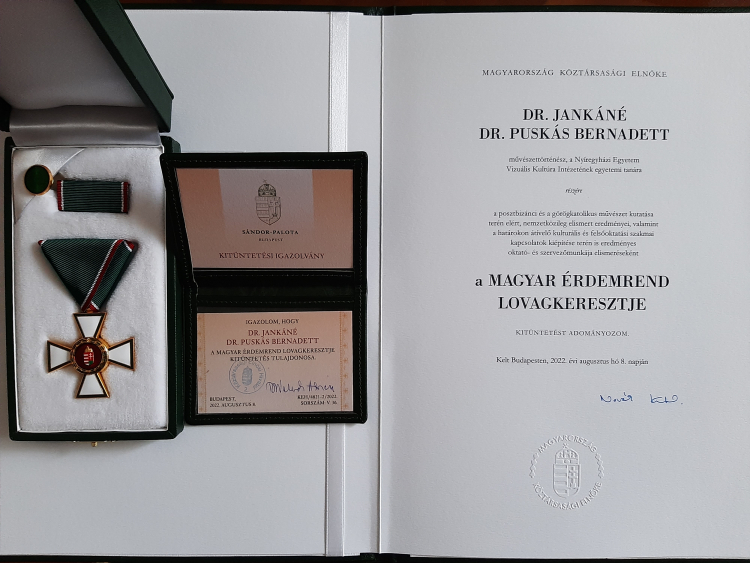 SÁNDOR-PALOTA
BUDAPEST
KITÜNTETÉSI IGAZOLVÁNY
IGAZOLOM, HOGY
DR. JANKÁNÉ
DR. PUSKÁS BERNADETT
A MAGYAR ÉRDEMREND LOVAGKERESZTJE
KITÜNTETÉS TULAJDONOSA
BUDAPEST,
2022. AUGUSZTUS 8.
SORSZÁM: V. 36.
MAGYARORSZÁG KÖZTÁRSASÁGI ELNÖKE
DR. JANKÁNÉ
DR. PUSKÁS BERNADETT
művészettörténész, a Nyíregyházi Egyetem
Vizuális Kultúra Intézetének egyetemi tanára
részére
a posztbizánci és a görögkatolikus művészet kutatása
terén elért, nemzetközileg elismert eredményei, valamint
a határokon átívelő kulturális és felsőoktatási szakmai
kapcsolatok kiépítése terén is eredményes
oktató- és szervezőmunkája elismeréseként
a MAGYAR ÉRDEMREND
LOVAGKERESZTJE
KITÜNTETÉST ADOMÁNYOZOM.
Kelt Budapesten, 2022. évi augusztus hó 8. napján
Novák
MAGYARORSZÁG
KÖZTÁRSASÁGI ELNÖKE